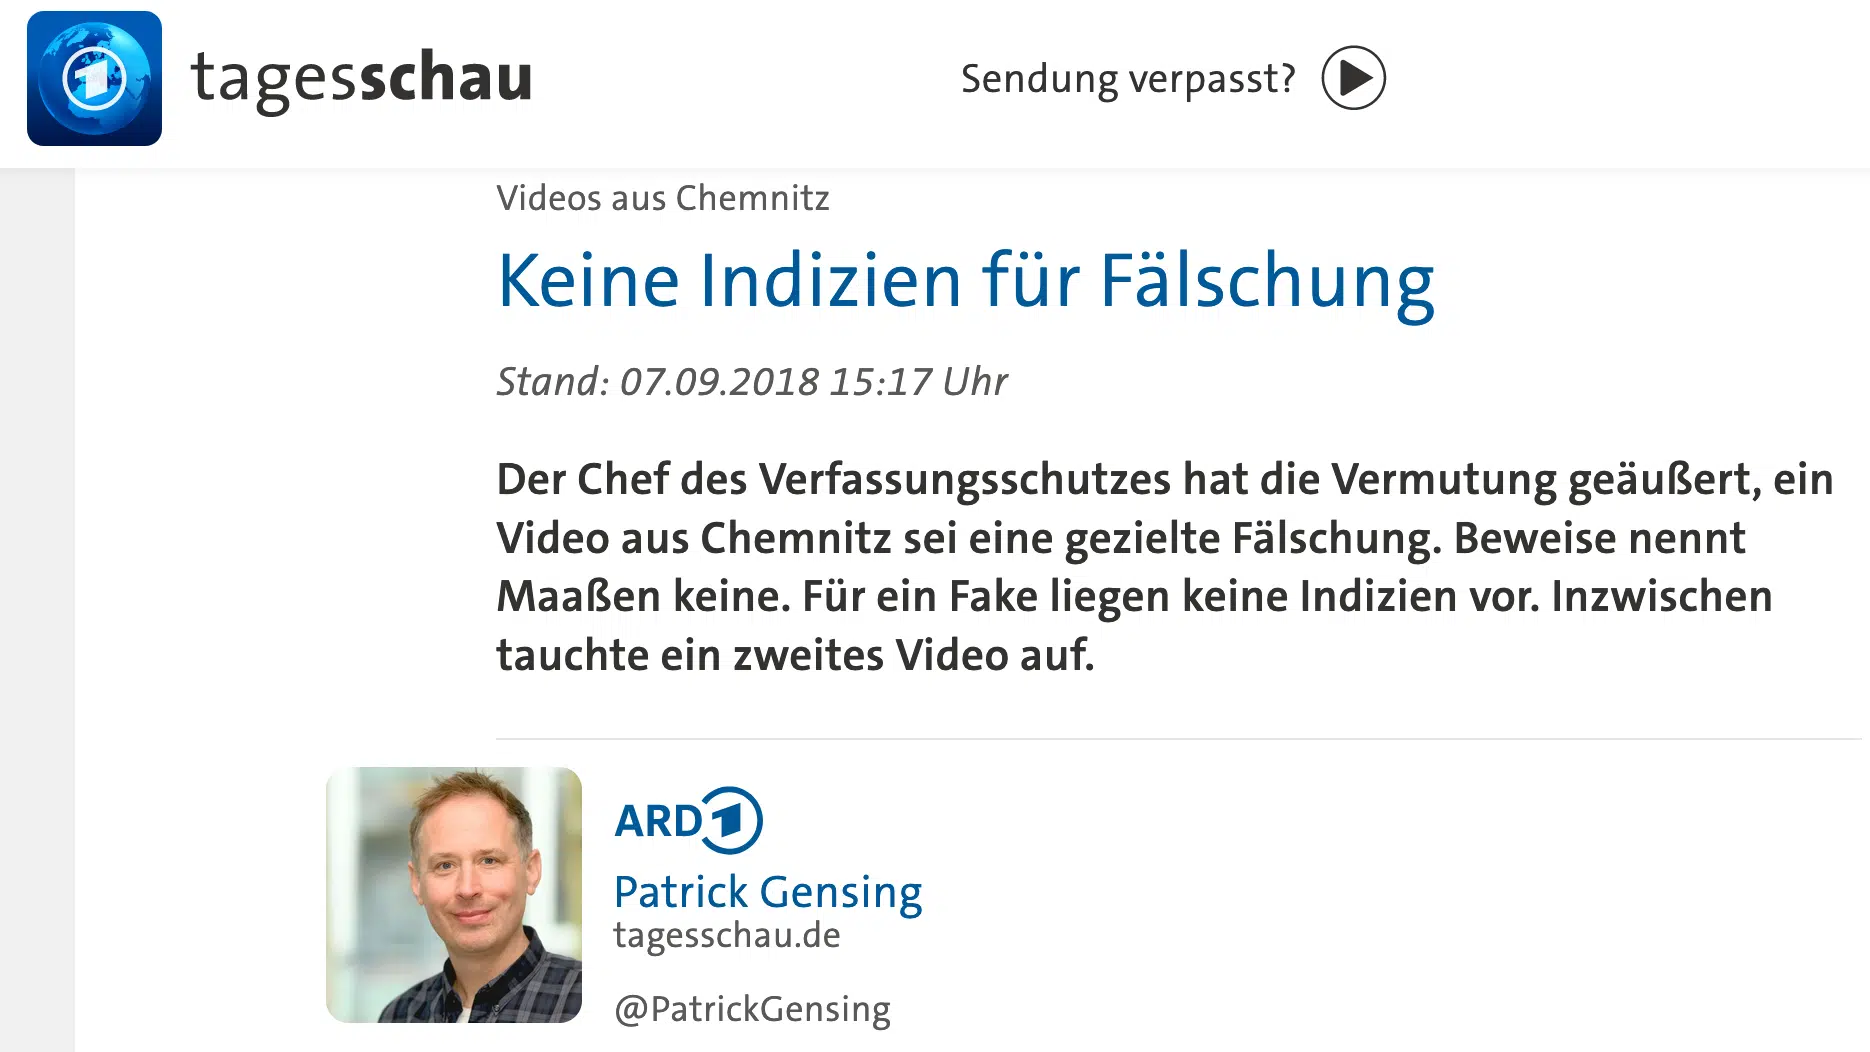 tagesschau
Sendung verpasst?
Videos aus Chemnitz
Keine Indizien für Fälschung
Stand: 07.09.2018 15:17 Uhr
Der Chef des Verfassungsschutzes hat die Vermutung geäußert, ein
Video aus Chemnitz sei eine gezielte Fälschung. Beweise nennt
Maaßen keine. Für ein Fake liegen keine Indizien vor. Inzwischen
tauchte ein zweites Video auf.
ARD 1
Patrick Gensing
tagesschau.de
@PatrickGensing